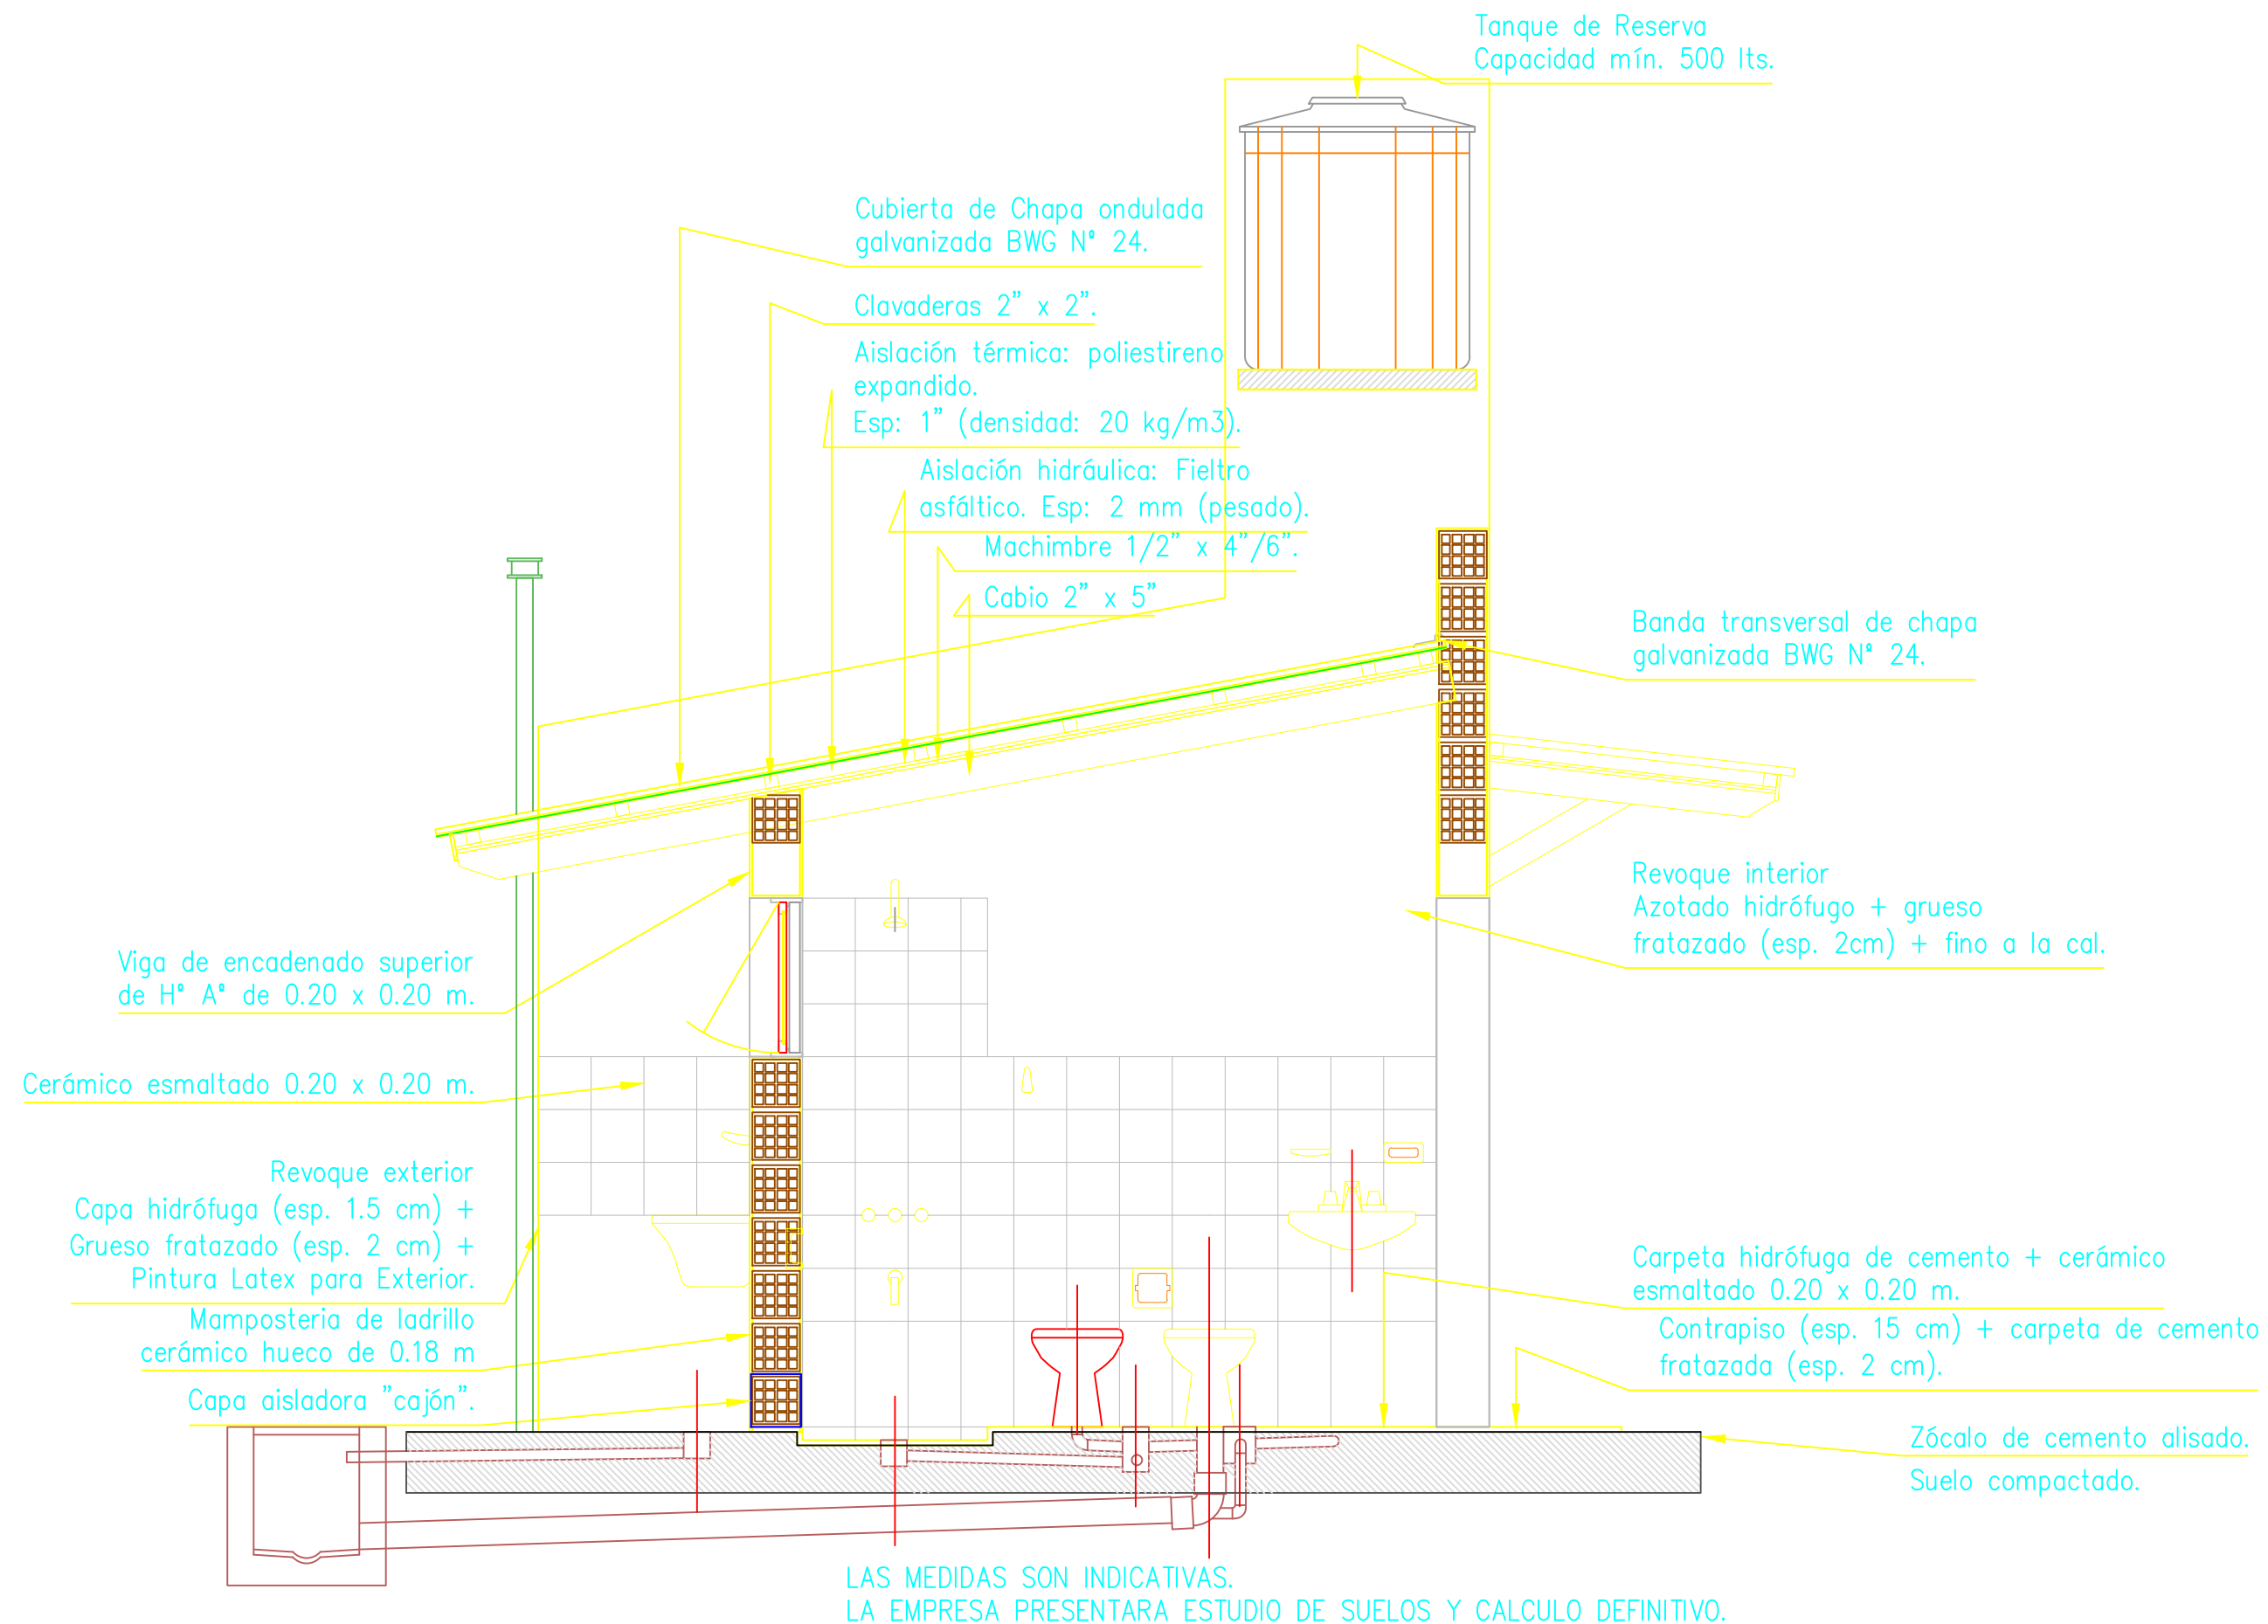 Tanque de Reserva
Capacidad mín. 500 lts.
Cubierta de Chapa ondulada
galvanizada BWG Nº 24.
Clavaderas 2" x 2".
Aislación térmica: poliestireno
expandido.
Esp: 1" (densidad: 20 kg/m3).
Aislación hidráulica: Fieltro
asfáltico. Esp: 2 mm (pesado).
Machimbre 1/2" x 4"/6".
Cabio 2" x 5"
Banda transversal de chapa
galvanizada BWG Nº 24.
Revoque interior
Azotado hidrófugo + grueso
fratazado (esp. 2cm) + fino a la cal.
Viga de encadenado superior
de Hº Aº de 0.20 x 0.20 m.
Cerámico esmaltado 0.20 x 0.20 m.
Revoque exterior
Capa hidrófuga (esp. 1.5 cm) +
Grueso fratazado (esp. 2 cm) +
Pintura Latex para Exterior.
Mamposteria de ladrillo
cerámico hueco de 0.18 m
Capa aisladora "cajón".
Carpeta hidrófuga de cemento + cerámico
esmaltado 0.20 x 0.20 m.
Contrapiso (esp. 15 cm) + carpeta de cemento
fratazada (esp. 2 cm).
Zócalo de cemento alisado.
Suelo compactado.
LAS MEDIDAS SON INDICATIVAS.
LA EMPRESA PRESENTARA ESTUDIO DE SUELOS Y CALCULO DEFINITIVO.